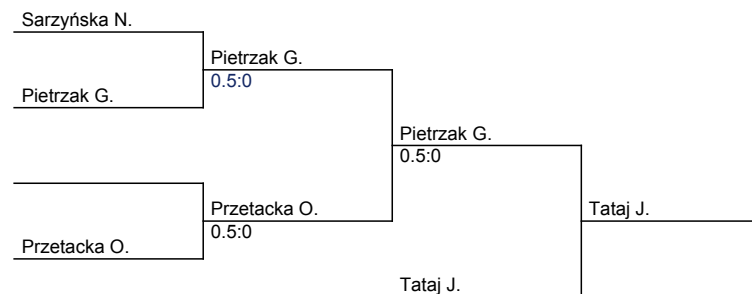 Sarzyńska N.
Pietrzak G.
0.5:0
Pietrzak G.
Pietrzak G.
0.5:0
Przetacka O.
0.5:0
Tataj J.
Przetacka O.
Tataj J.